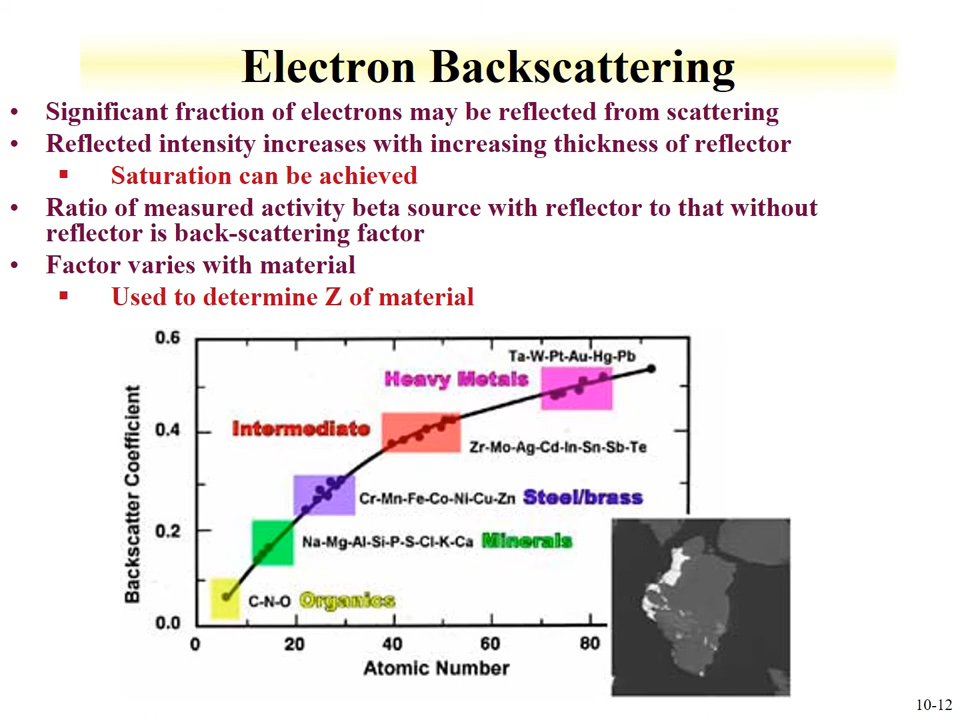 Electron Backscattering
• Significant fraction of electrons may be reflected from scattering
• Reflected intensity increases with increasing thickness of reflector
▪ Saturation can be achieved
• Ratio of measured activity beta source with reflector to that without
reflector is back-scattering factor
• Factor varies with material
▪ Used to determine Z of material
0.6
Ta-W-Pt-Au-Hg-Pb
Heavy Metals
Intermediate
0.4
Zr-Mo-Ag-Cd-In-Sn-Sb-Te
Backscatter Coefficient
Cr-Mn-Fe-Co-Ni-Cu-Zn Steel/brass
0.2
Na-Mg-Al-Si-P-S-Cl-K-Ca Minerals
C-N-O Organics
0.0
0 20 40 60 80
Atomic Number
10-12